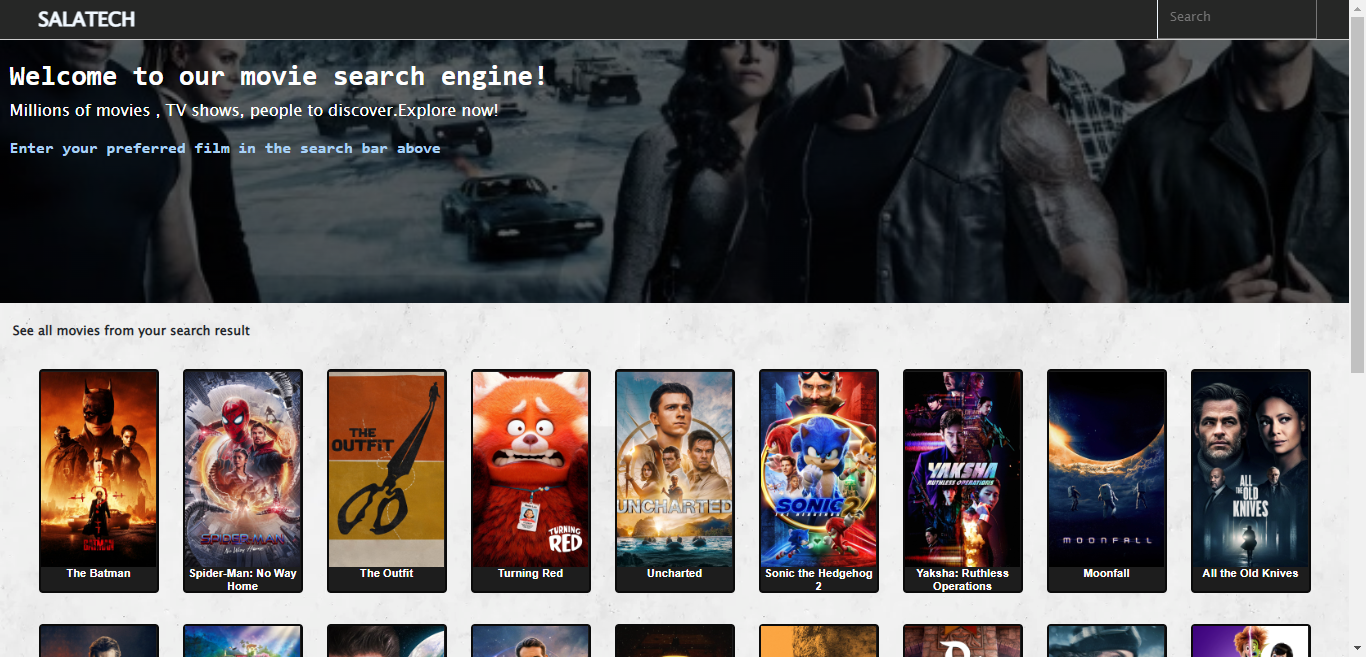 SALATECH
Search
Welcome to our movie search engine!
Millions of movies , TV shows, people to discover.Explore now!
Enter your preferred film in the search bar above
See all movies from your search result
THE
BATMAN
SPIDER-MAN
No Way Home
THE
OUTFIT
TURNING
RED
UNCHARTED
SONIC 2
YAKSHA
RUTHLESS OPERATIONS
MOONFALL
ALL
THE OLD
KNIVES
The Batman
Spider-Man: No Way
Home
The Outfit
Turning Red
Uncharted
Sonic the Hedgehog
2
Yaksha: Ruthless
Operations
Moonfall
All the Old Knives